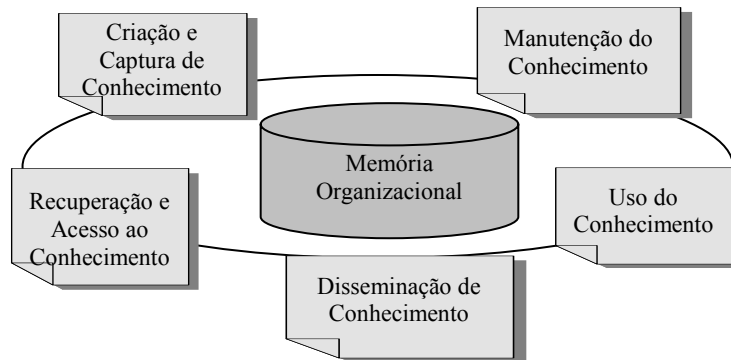 Criação e
Captura de
Conhecimento
Manutenção do
Conhecimento
Memória
Organizacional
Recuperação e
Acesso ao
Conhecimento
Uso do
Conhecimento
Disseminação de
Conhecimento